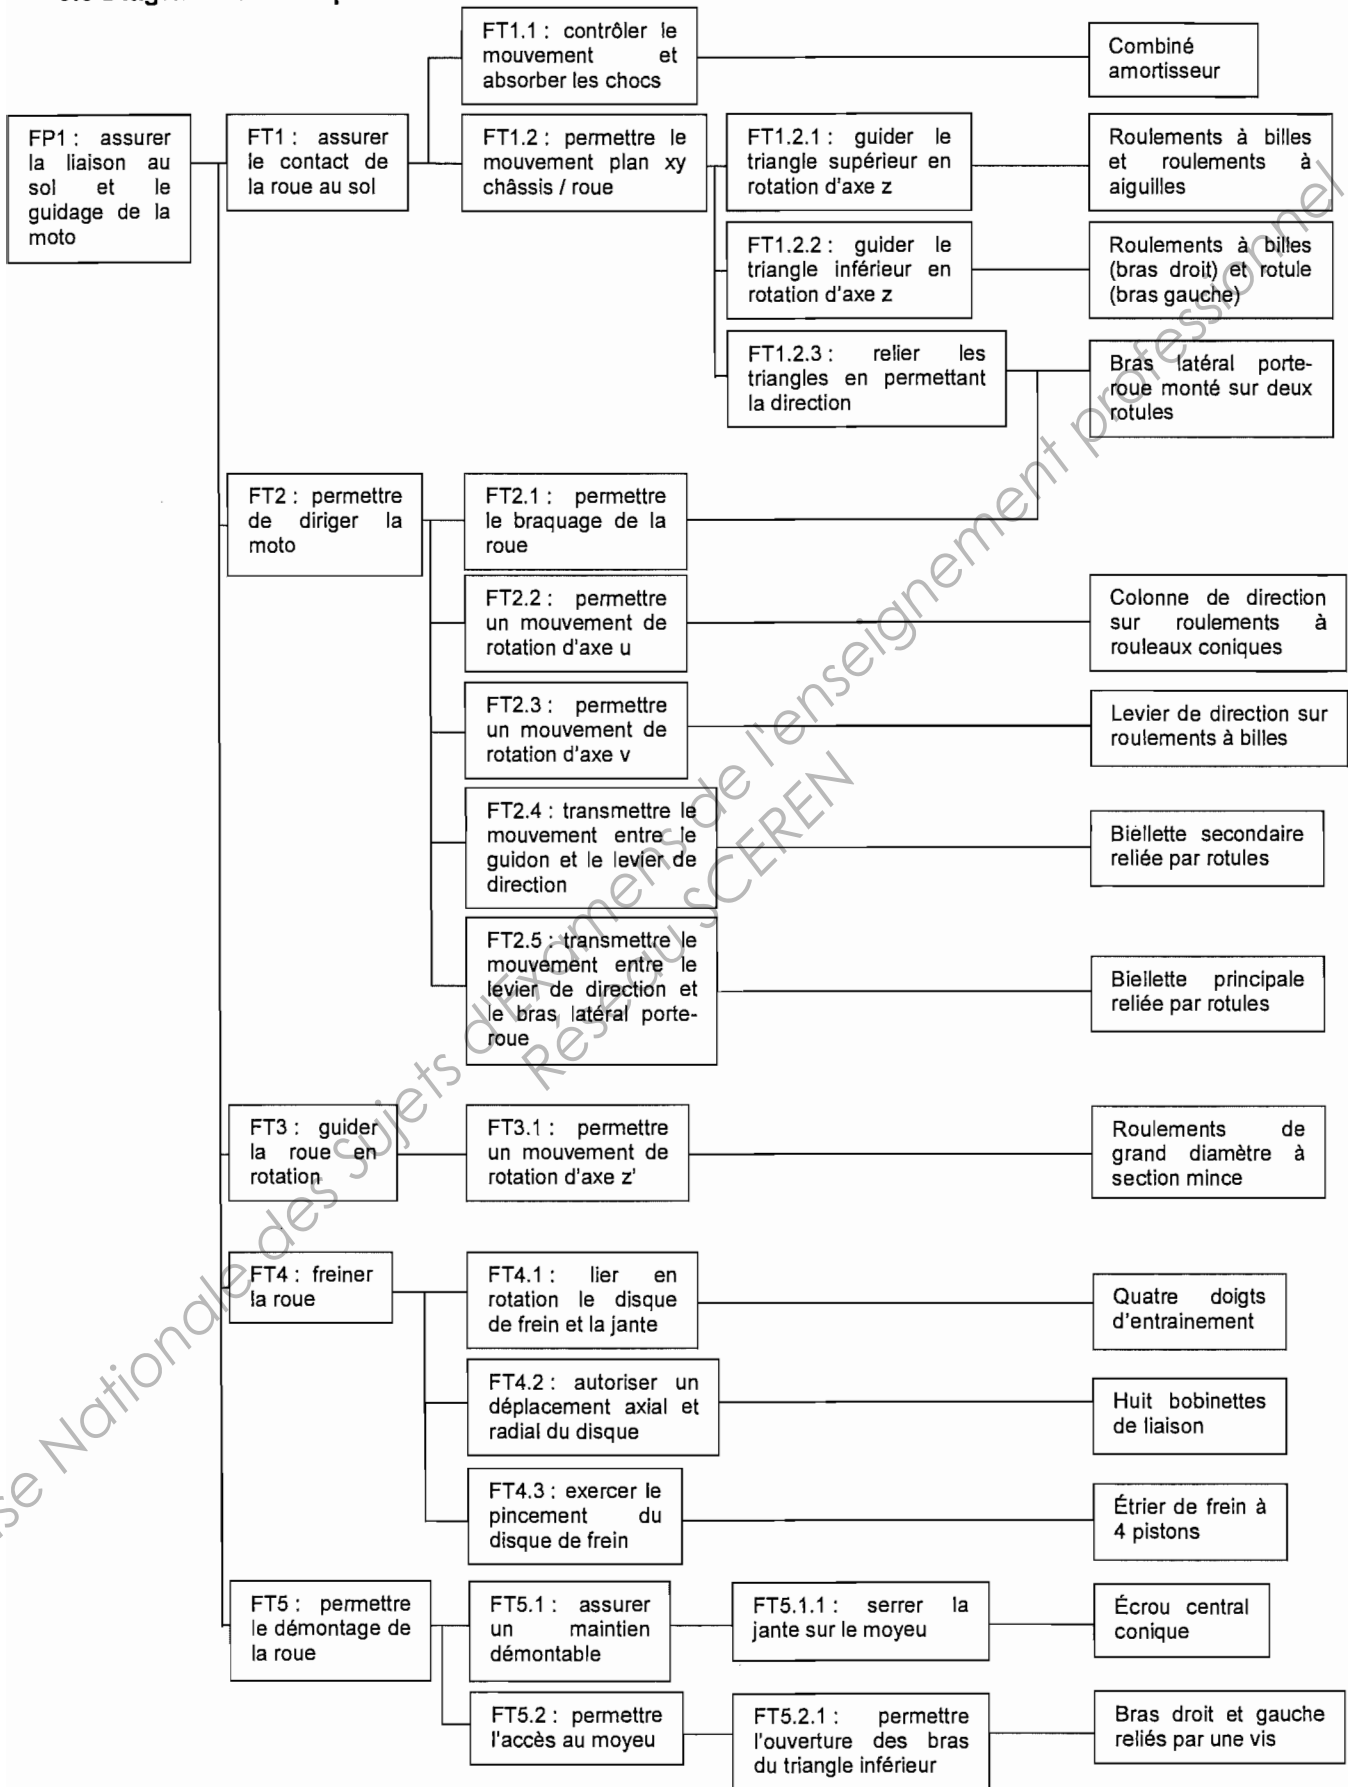 FT1.1 : contrôler le
mouvement et
absorber les chocs
Combiné
amortisseur
FP1 : assurer
la liaison au
sol et le
guidage de la
moto
FT1 : assurer
le contact de
la roue au sol
FT1.2 : permettre le
mouvement plan xy
châssis / roue
FT1.2.1 : guider le
triangle supérieur en
rotation d'axe z
Roulements à billes
et roulements à
aiguilles
FT1.2.2 : guider le
triangle inférieur en
rotation d'axe z
Roulements à billes
(bras droit) et rotule
(bras gauche)
FT1.2.3 : relier les
triangles en permettant
la direction
Bras latéral porte-
roue monté sur deux
rotules
FT2 : permettre
de diriger la
moto
FT2.1 : permettre
le braquage de la
roue
FT2.2 : permettre
un mouvement de
rotation d'axe u
Colonne de direction
sur roulements à
rouleaux coniques
FT2.3 : permettre
un mouvement de
rotation d'axe v
Levier de direction sur
roulements à billes
FT2.4 : transmettre le
mouvement entre le
guidon et le levier de
direction
Biellette secondaire
reliée par rotules
FT2.5 : transmettre le
mouvement entre le
levier de direction et
le bras latéral porte-
roue
Biellette principale
reliée par rotules
FT3 : guider
la roue en
rotation
FT3.1 : permettre
un mouvement de
rotation d'axe z'
Roulements de
grand diamètre à
section mince
FT4 : freiner
la roue
FT4.1 : lier en
rotation le disque
de frein et la jante
Quatre doigts
d'entrainement
FT4.2 : autoriser un
déplacement axial et
radial du disque
Huit bobinettes
de liaison
FT4.3 : exercer le
pincement du
disque de frein
Étrier de frein à
4 pistons
FT5 : permettre
le démontage de
la roue
FT5.1 : assurer
un maintien
démontable
FT5.1.1 : serrer la
jante sur le moyeu
Écrou central
conique
FT5.2 : permettre
l'accès au moyeu
FT5.2.1 : permettre
l'ouverture des bras
du triangle inférieur
Bras droit et gauche
reliés par une vis
Nationale des Sujets d'Examens de l'enseignement professionnel
Réseau SCEREN